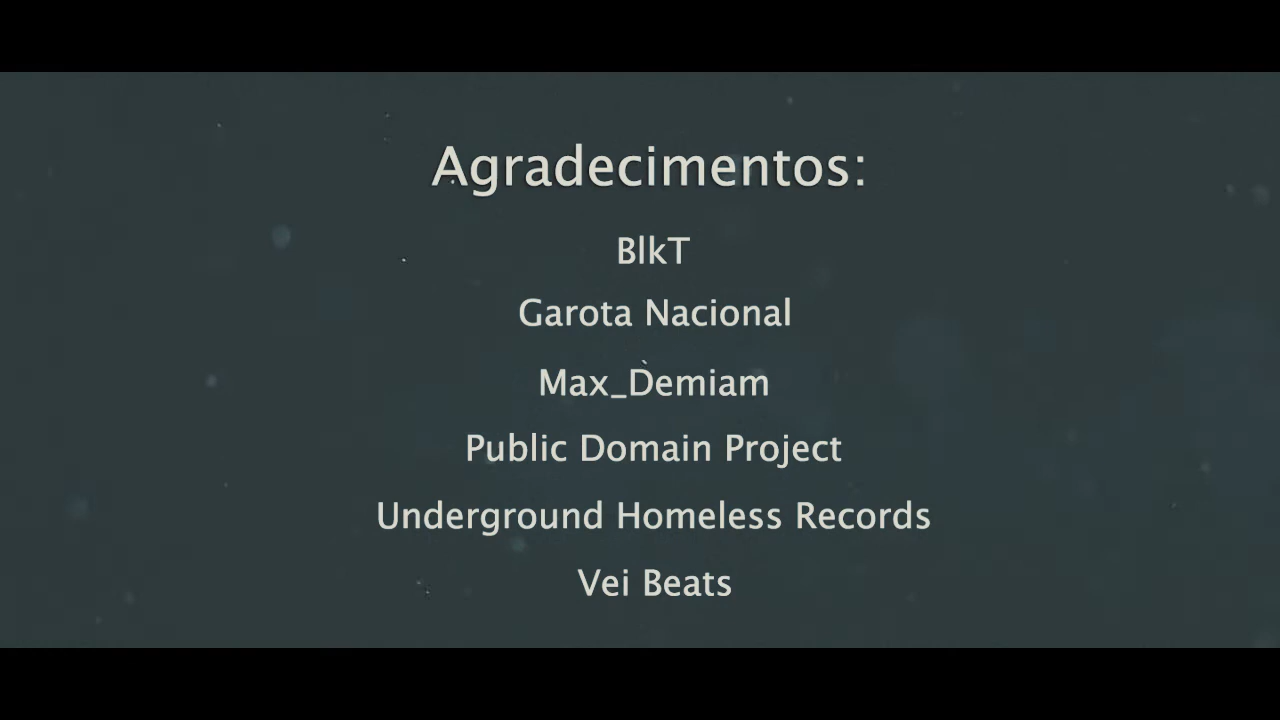 Agradecimentos:
BlkT
Garota Nacional
Max_Demiam
Public Domain Project
Underground Homeless Records
Vei Beats